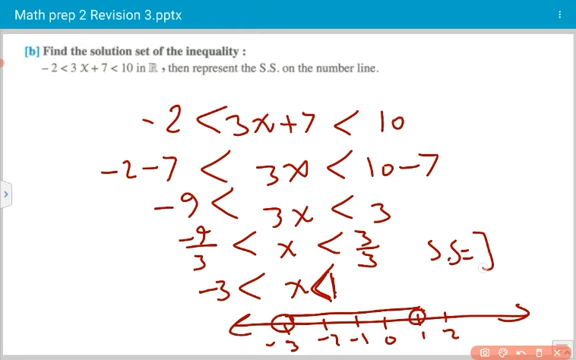 Math prep 2 Revision 3.pptx
[b] Find the solution set of the inequality :
– 2 < 3 X + 7 < 10 in ℝ , then represent the S.S. on the number line.
-2 < 3x+7 < 10
-2-7 < 3x < 10-7
-9 < 3x < 3
-9/3 < x < 3/3 S.S= ]
-3 < x < 1
-3 -2 -1 0 1 2